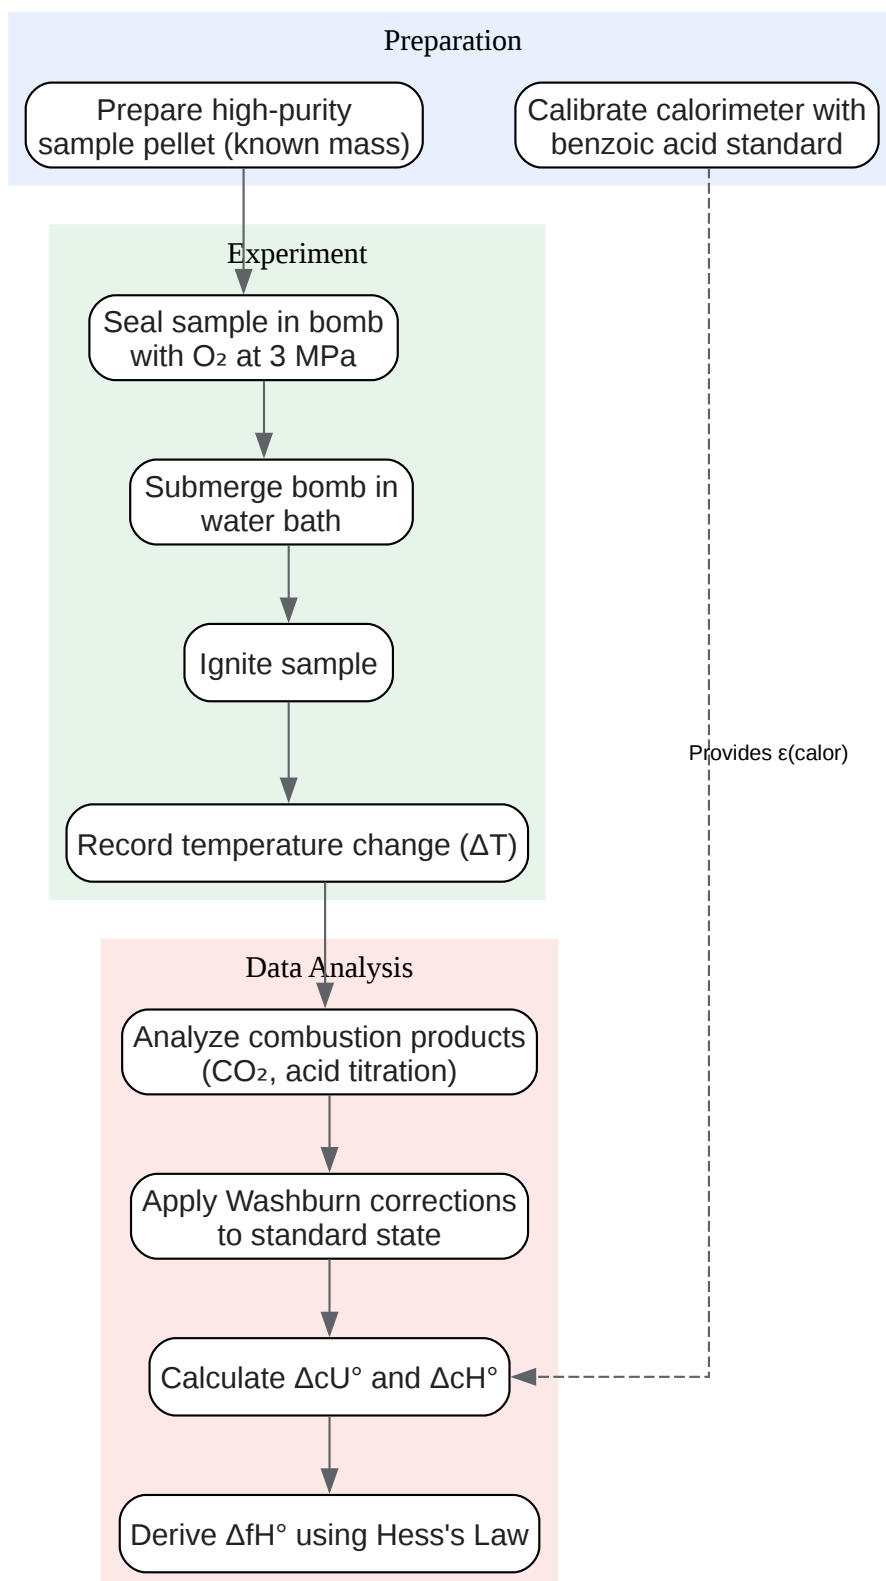 Preparation
Prepare high-purity
sample pellet (known mass)
Calibrate calorimeter with
benzoic acid standard
Experiment
Seal sample in bomb
with O₂ at 3 MPa
Submerge bomb in
water bath
Ignite sample
Provides ε(calor)
Record temperature change (ΔT)
Data Analysis
Analyze combustion products
(CO₂, acid titration)
Apply Washburn corrections
to standard state
Calculate ΔcU° and ΔcH°
Derive ΔfH° using Hess's Law